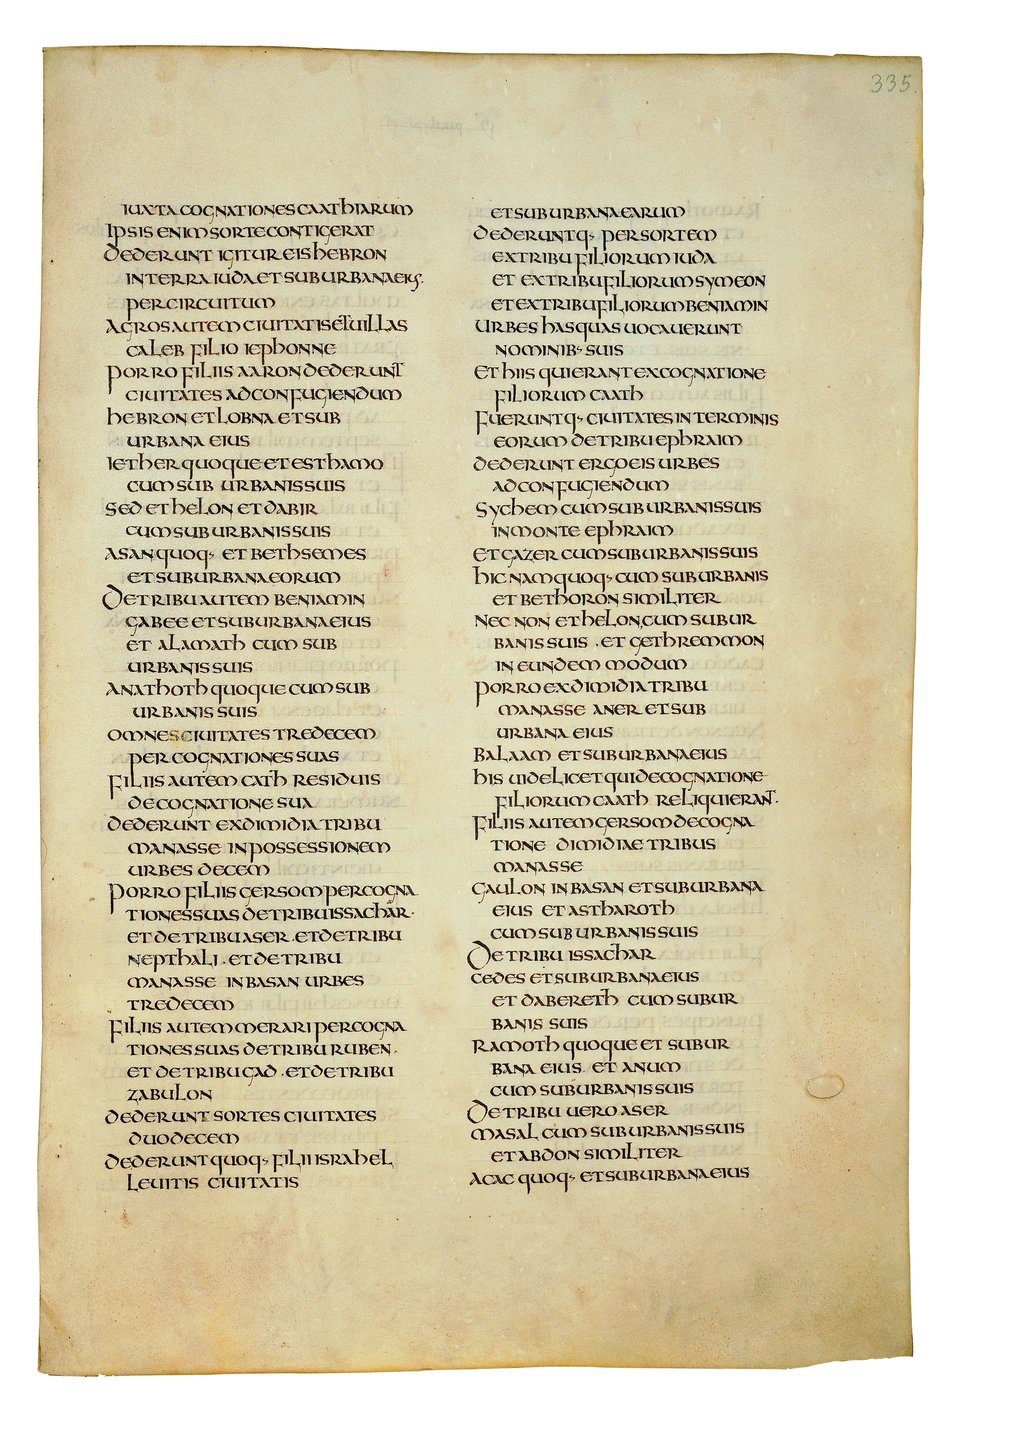 335.
IUXTA COGNATIONES CAATHIARUM
IPSIS ENIM SORTE CONTIGERAT
DEDERUNT IGITUR EIS HEBRON
IN TERRA IUDA ET SUBURBANA EIUS.
PER CIRCUITUM
AGROS AUTEM CIUITATIS ET UILLAS
CALEB FILIO IEPHONNE
PORRO FILIIS AARON DEDERUNT
CIUITATES AD CONFUGIENDUM
HEBRON ET LOBNA ET SUB
URBANA EIUS
IETHER QUOQUE ET ESTHAMO
CUM SUB URBANIS SUIS
SED ET HELON ET DABIR
CUM SUBURBANIS SUIS
ASAN QUOQ· ET BETHSEMES
ET SUBURBANA EORUM
DE TRIBU AUTEM BENIAMIN
GABEE ET SUBURBANA EIUS
ET ALAMATH CUM SUB
URBANIS SUIS
ANATHOTH QUOQUE CUM SUB
URBANIS SUIS
OMNES CIUITATES TREDECEM
PER COGNATIONES SUAS
FILIIS AUTEM CATH RESIDUIS
DE COGNATIONE SUA
DEDERUNT EX DIMIDIA TRIBU
MANASSE IN POSSESSIONEM
URBES DECEM
PORRO FILIIS GERSOM PER COGNA
TIONES SUAS DE TRIBU ISSACHAR·
ET DE TRIBU ASER · ET DE TRIBU
NEPTHALI · ET DE TRIBU
MANASSE IN BASAN URBES
TREDECEM
FILIIS AUTEM MERARI PER COGNA
TIONES SUAS DE TRIBU RUBEN·
ET DE TRIBU GAD · ET DE TRIBU
ZABULON
DEDERUNT SORTES CIUITATES
DUODECEM
DEDERUNT QUOQ· FILII ISRAHEL
LEUITIS CIUITATIS
ET SUBURBANA EARUM
DEDERUNTQ· PER SORTEM
EX TRIBU FILIORUM IUDA
ET EX TRIBU FILIORUM SYMEON
ET EX TRIBU FILIORUM BENIAMIN
URBES HAS QUAS UOCAUERUNT
NOMINIB· SUIS
ET HIIS QUI ERANT EX COGNATIONE
FILIORUM CAATH
FUERUNTQ· CIUITATES IN TERMINIS
EORUM DE TRIBU EPHRAIM
DEDERUNT ERGO EIS URBES
AD CONFUGIENDUM
SYCHEM CUM SUBURBANIS SUIS
IN MONTE EPHRAIM
ET GAZER CUM SUBURBANIS SUIS
HICNAM QUOQ· CUM SUBURBANIS
ET BETHORON SIMILITER
NEC NON ET HELON, CUM SUBUR
BANIS SUIS · ET GETHREMMON
IN EUNDEM MODUM
PORRO EX DIMIDIA TRIBU
MANASSE ANER ET SUB
URBANA EIUS
BALAAM ET SUBURBANA EIUS
HIS UIDELICET QUI DE COGNATIONE
FILIORUM CAATH RELIQUI ERANT·
FILIIS AUTEM GERSOM DE COGNA
TIONE DIMIDIAE TRIBUS
MANASSE
GAULON IN BASAN ET SUBURBANA
EIUS ET ASTHAROTH
CUM SUBURBANIS SUIS
DE TRIBU ISSACHAR
CEDES ET SUBURBANA EIUS
ET DABERETH CUM SUBUR
BANIS SUIS
RAMOTH QUOQUE ET SUBUR
BANA EIUS ET ANUM
CUM SUBURBANIS SUIS
DE TRIBU UERO ASER
MASAL CUM SUBURBANIS SUIS
ET ABDON SIMILITER
ACAC QUOQ· ET SUBURBANA EIUS